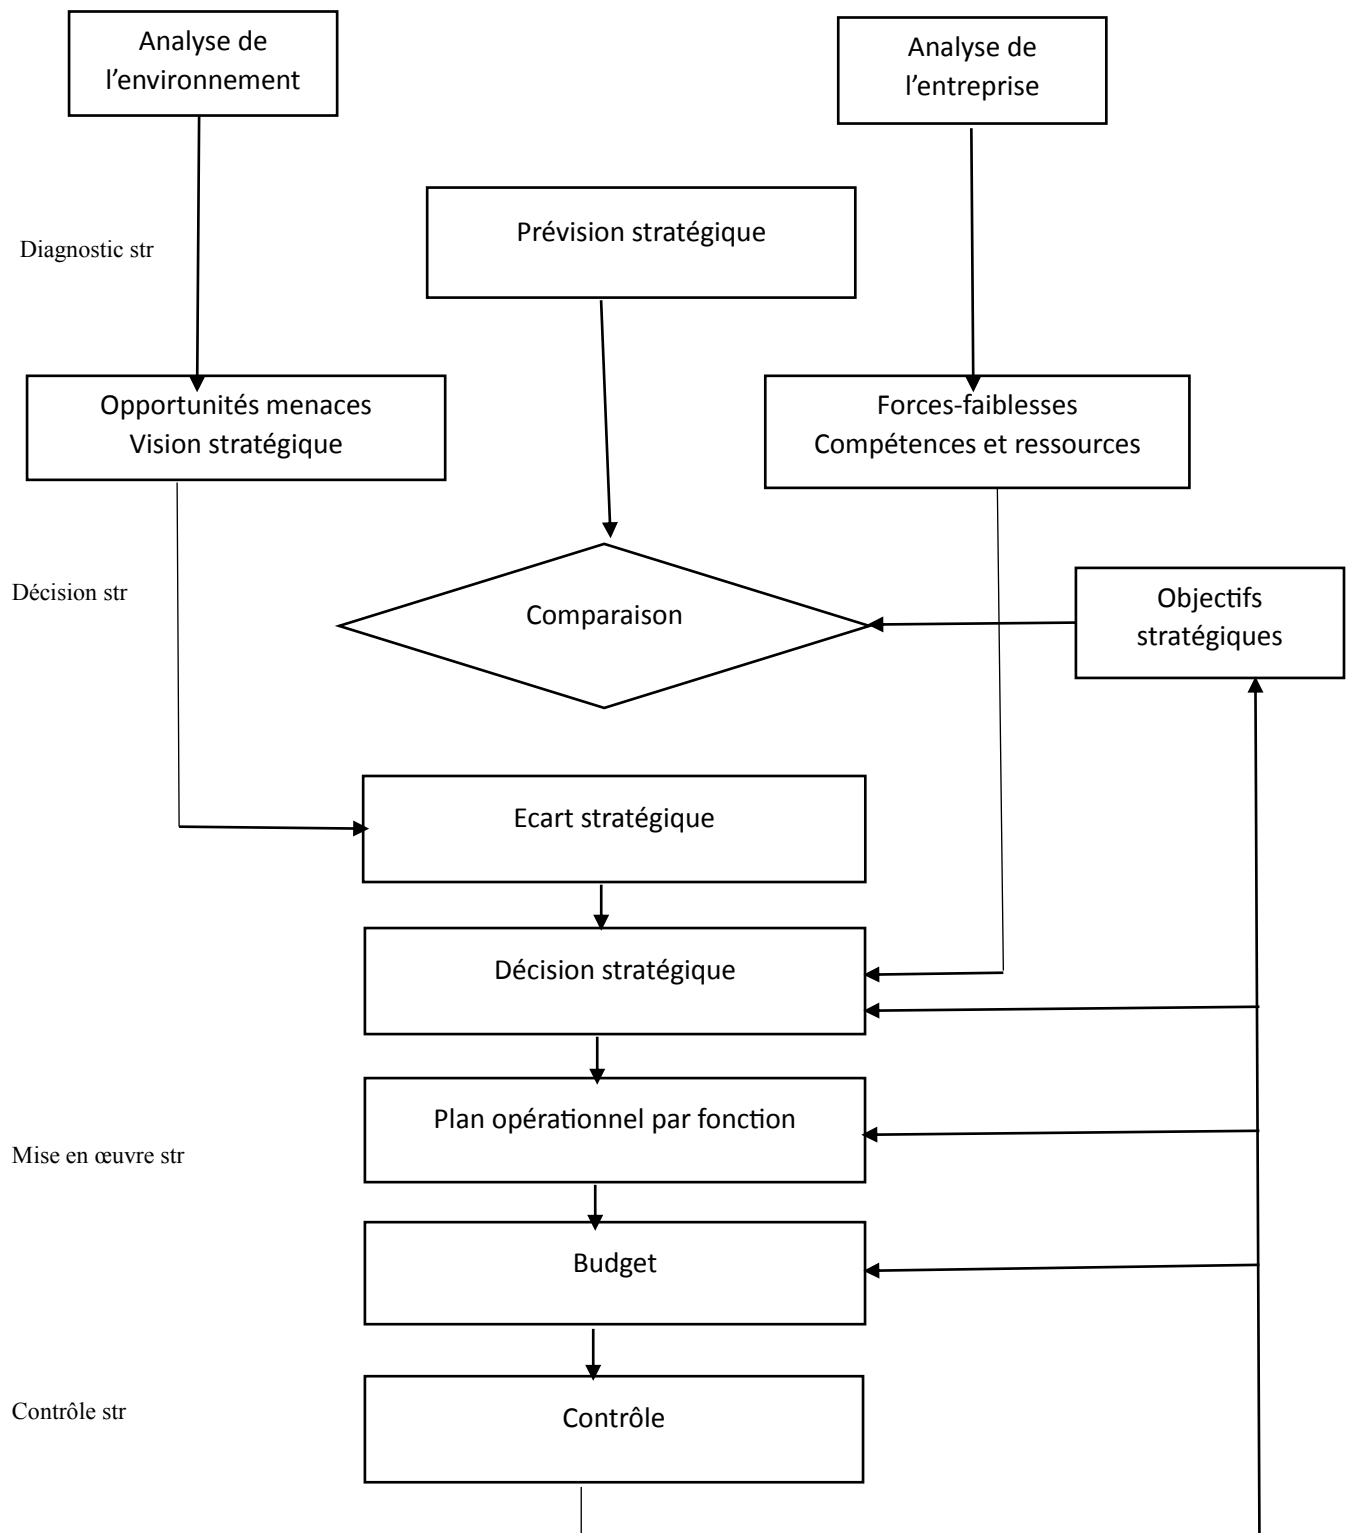 Analyse de
l’environnement
Analyse de
l’entreprise
Prévision stratégique
Diagnostic str
Opportunités menaces
Vision stratégique
Forces-faiblesses
Compétences et ressources
Décision str
Comparaison
Objectifs
stratégiques
Ecart stratégique
Décision stratégique
Plan opérationnel par fonction
Mise en œuvre str
Budget
Contrôle str
Contrôle